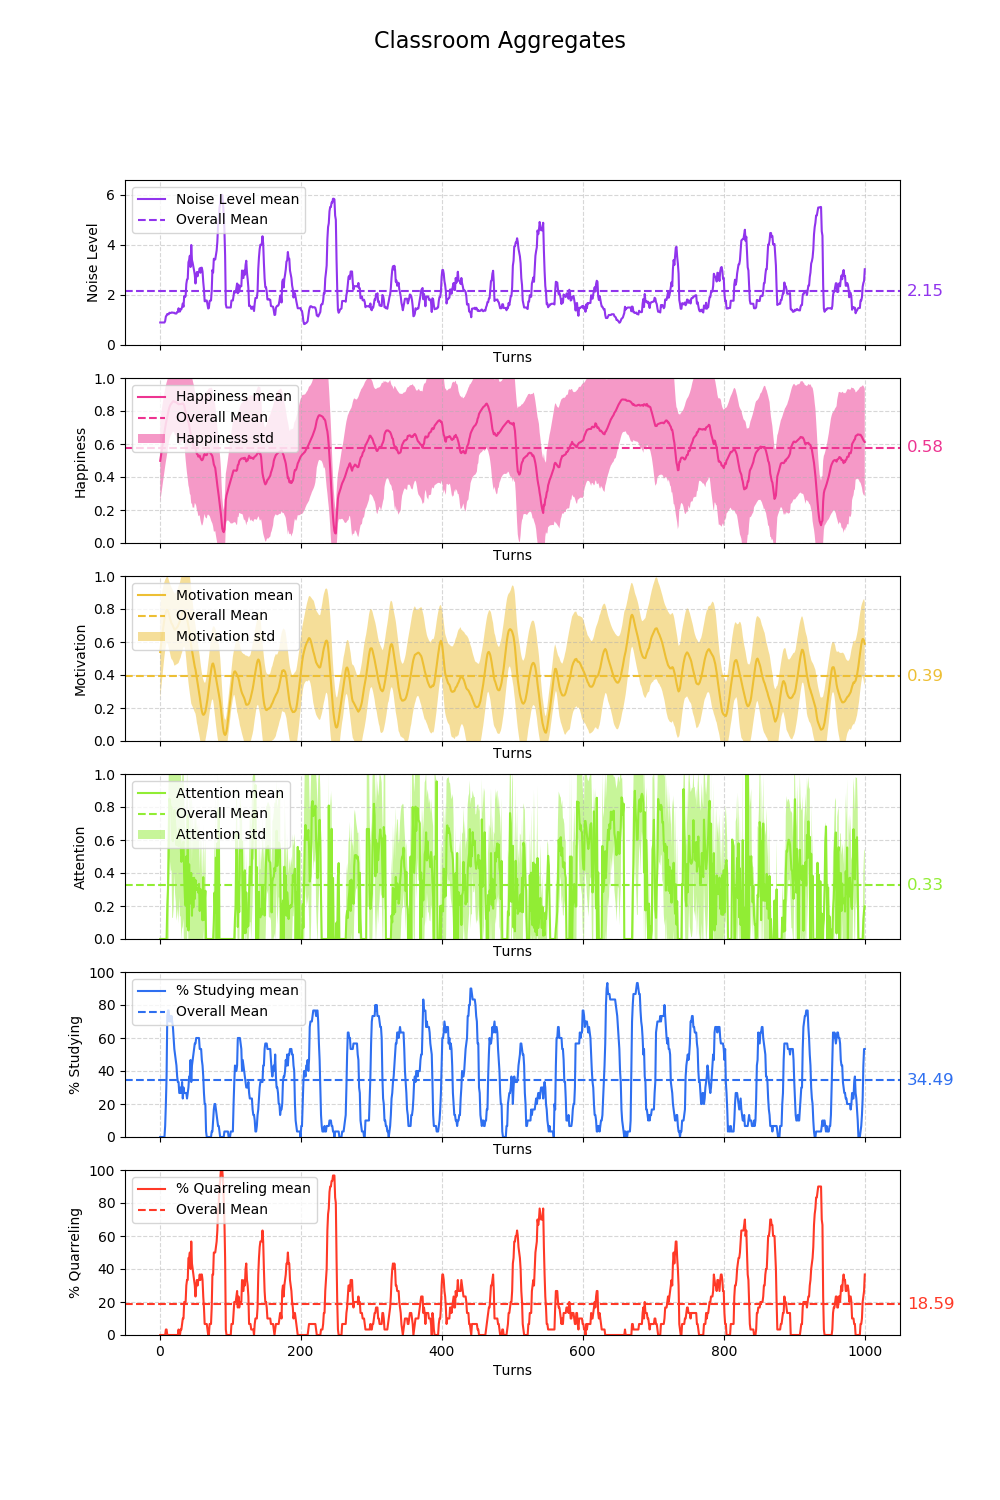 Classroom Aggregates
Noise Level
6
4
2
0
Noise Level mean
Overall Mean
2.15
Turns
Happiness
1.0
0.8
0.6
0.4
0.2
0.0
Happiness mean
Overall Mean
Happiness std
0.58
Turns
Motivation
1.0
0.8
0.6
0.4
0.2
0.0
Motivation mean
Overall Mean
Motivation std
0.39
Turns
Attention
1.0
0.8
0.6
0.4
0.2
0.0
Attention mean
Overall Mean
Attention std
0.33
Turns
% Studying
100
80
60
40
20
0
% Studying mean
Overall Mean
34.49
Turns
% Quarreling
100
80
60
40
20
0
% Quarreling mean
Overall Mean
18.59
0 200 400 600 800 1000
Turns